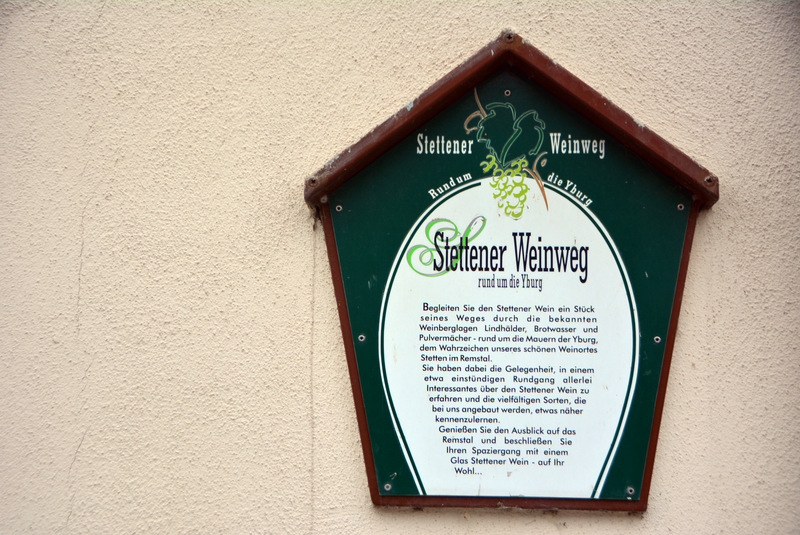 Stettener Weinweg
Rund um die Yburg
Stettener Weinweg
rund um die Yburg
Begleiten Sie den Stettener Wein ein Stück
seines Weges durch die bekannten
Weinberglagen Lindhälder, Brotwasser und
Pulvermächer - rund um die Mauern der Yburg,
dem Wahrzeichen unseres schönen Weinortes
Stetten im Remstal.
Sie haben dabei die Gelegenheit, in einem
etwa einstündigen Rundgang allerlei
Interessantes über den Stettener Wein zu
erfahren und die vielfältigen Sorten, die
bei uns angebaut werden, etwas näher
kennenzulernen.
Genießen Sie den Ausblick auf das
Remstal und beschließen Sie
Ihren Spaziergang mit einem
Glas Stettener Wein - auf Ihr
Wohl...